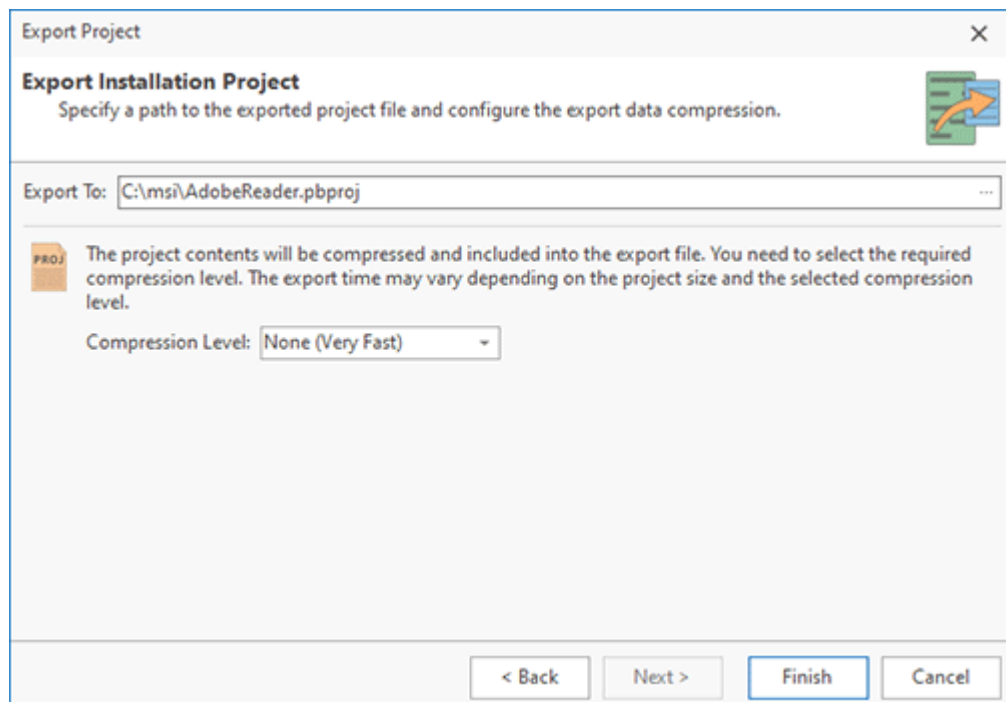 Export Project
Export Installation Project
Specify a path to the exported project file and configure the export data compression.
Export To: C:\msi\AdobeReader.pbproj ...
PROJ
The project contents will be compressed and included into the export file. You need to select the required
compression level. The export time may vary depending on the project size and the selected compression
level.
Compression Level: None (Very Fast)
< Back Next > Finish Cancel